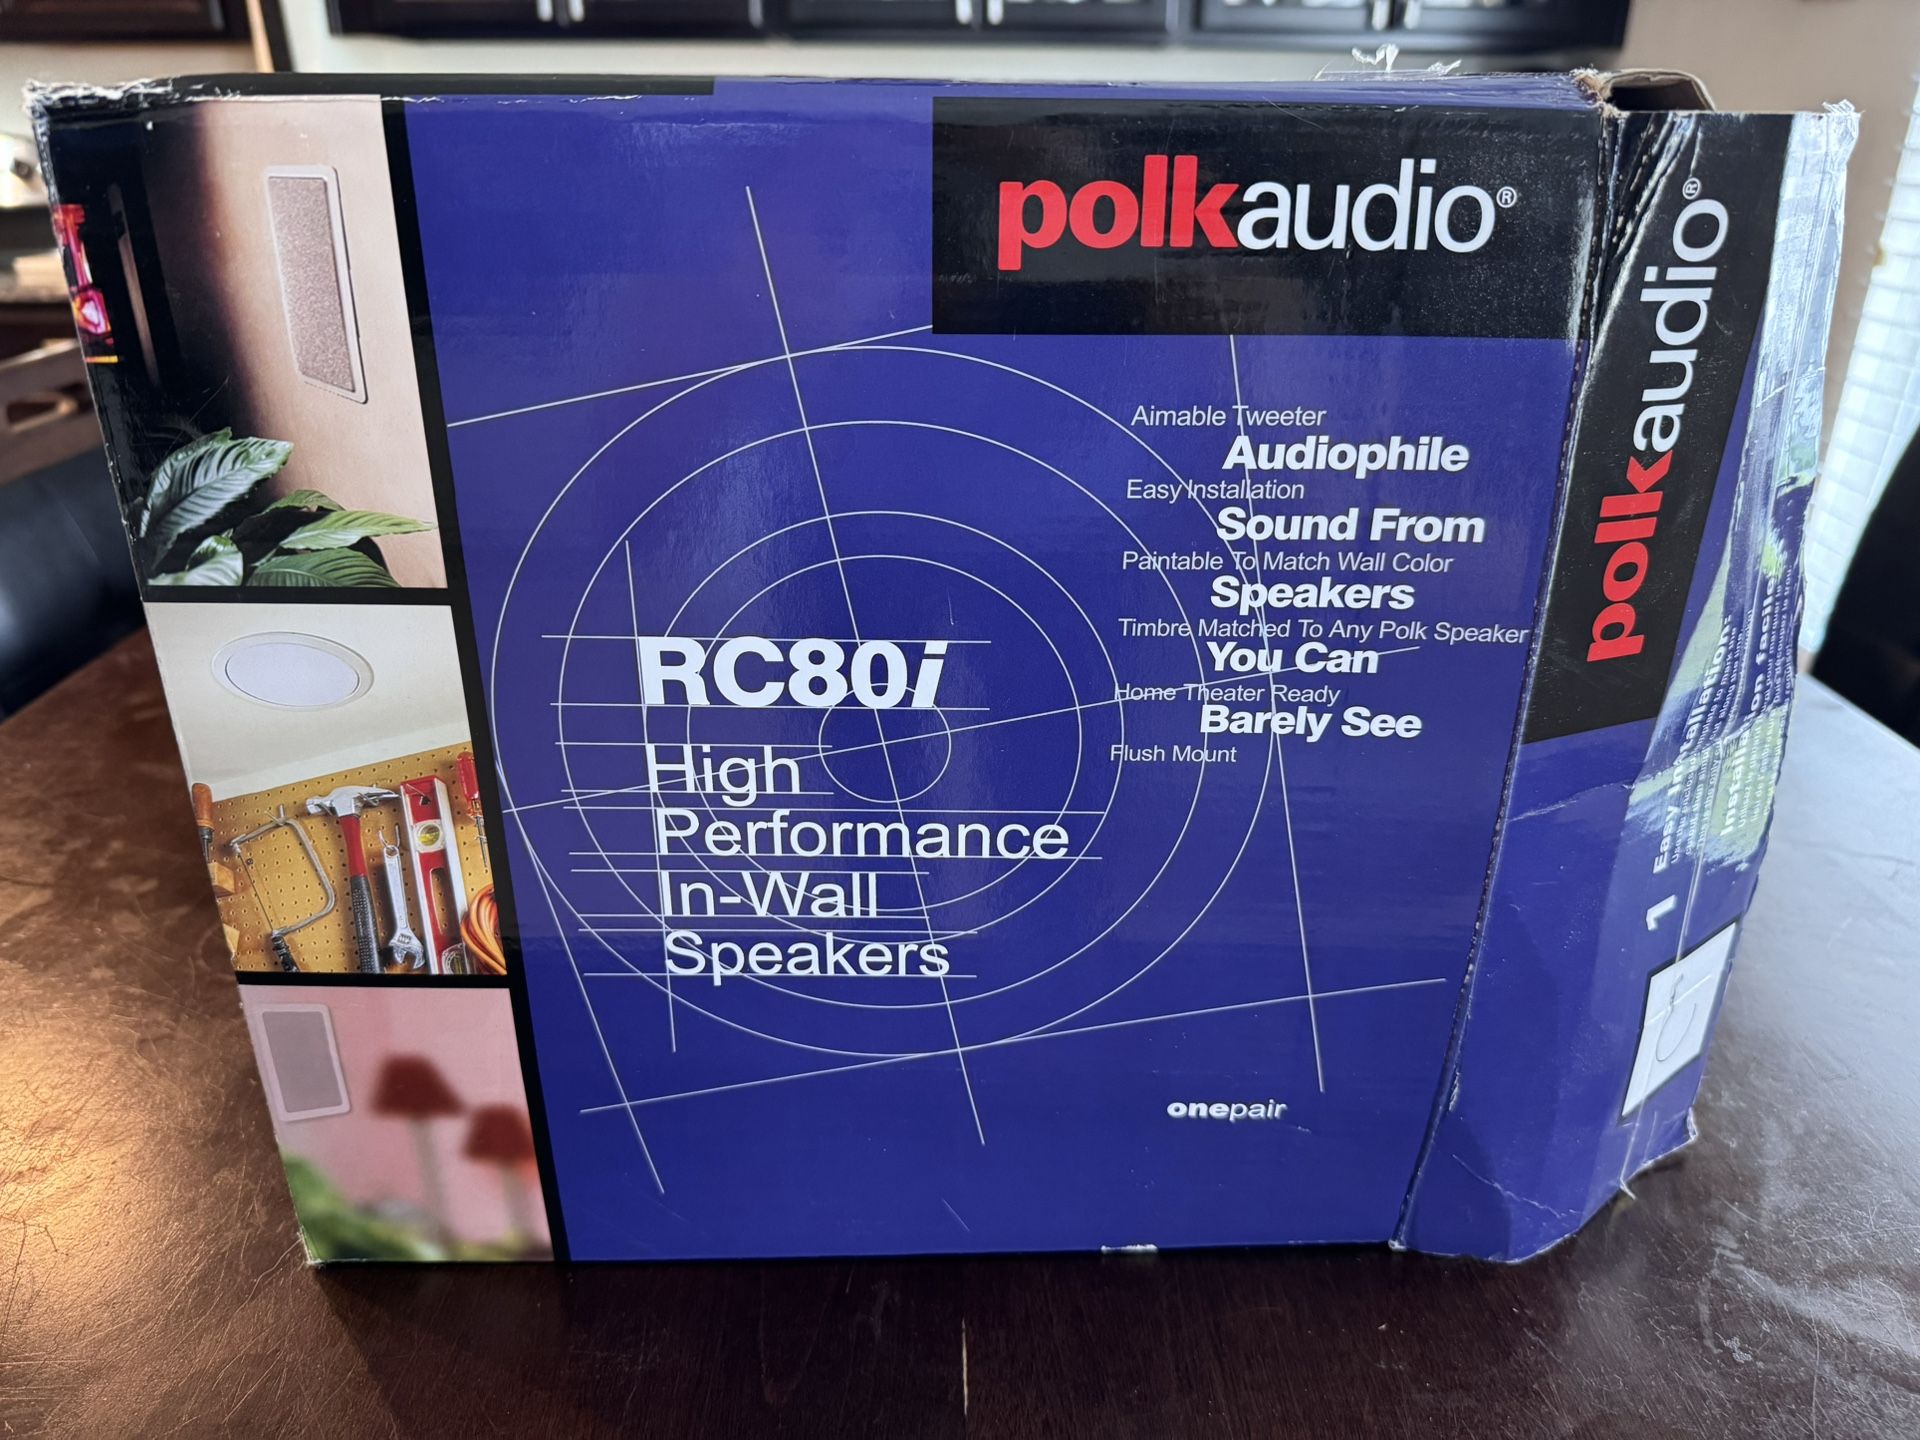 polkaudio®
Aimable Tweeter
Audiophile
Easy Installation
Sound From
Paintable To Match Wall Color
Speakers
Timbre Matched To Any Polk Speaker
You Can
Home Theater Ready
Barely See
Flush Mount
RC80i
High
Performance
In-Wall
Speakers
onepair
polkaudio®
1 Easy Installation: